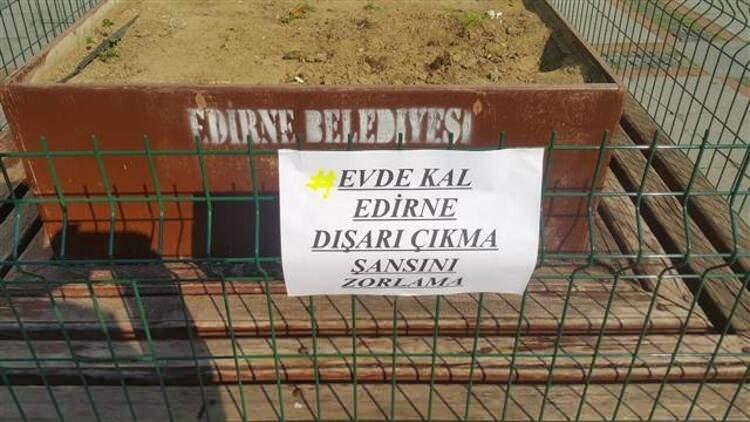 EDİRNE BELEDİYESİ
#EVDE KAL
EDİRNE
DIŞARI ÇIKMA
ŞANSINI
ZORLAMA